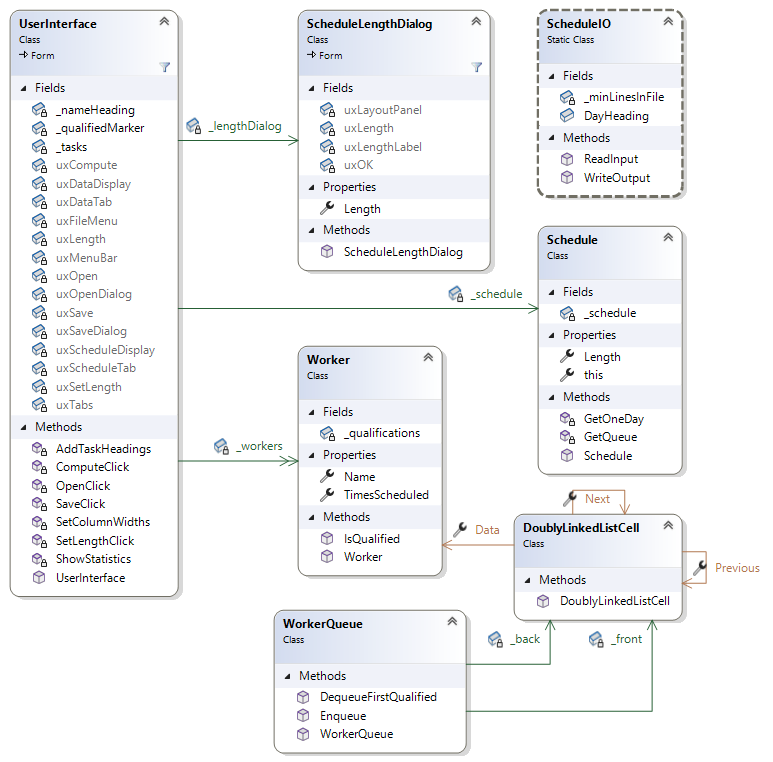 UserInterface
Class
Form
Fields
_nameHeading
_qualifiedMarker
_tasks
uxCompute
uxDataDisplay
uxDataTab
uxFileMenu
uxLength
uxMenuBar
uxOpen
uxOpenDialog
uxSave
uxSaveDialog
uxScheduleDisplay
uxScheduleTab
uxSetLength
uxTabs
Methods
AddTaskHeadings
ComputeClick
OpenClick
SaveClick
SetColumnWidths
SetLengthClick
ShowStatistics
UserInterface
_lengthDialog
ScheduleLengthDialog
Class
Form
Fields
uxLayoutPanel
uxLength
uxLengthLabel
uxOK
Properties
Length
Methods
ScheduleLengthDialog
ScheduleIO
Static Class
Fields
_minLinesInFile
DayHeading
Methods
ReadInput
WriteOutput
_schedule
Schedule
Class
Fields
_schedule
Properties
Length
this
Methods
GetOneDay
GetQueue
Schedule
_workers
Worker
Class
Fields
_qualifications
Properties
Name
TimesScheduled
Methods
IsQualified
Worker
Data
Next
DoublyLinkedListCell
Class
Methods
DoublyLinkedListCell
Previous
_back
_front
WorkerQueue
Class
Methods
DequeueFirstQualified
Enqueue
WorkerQueue